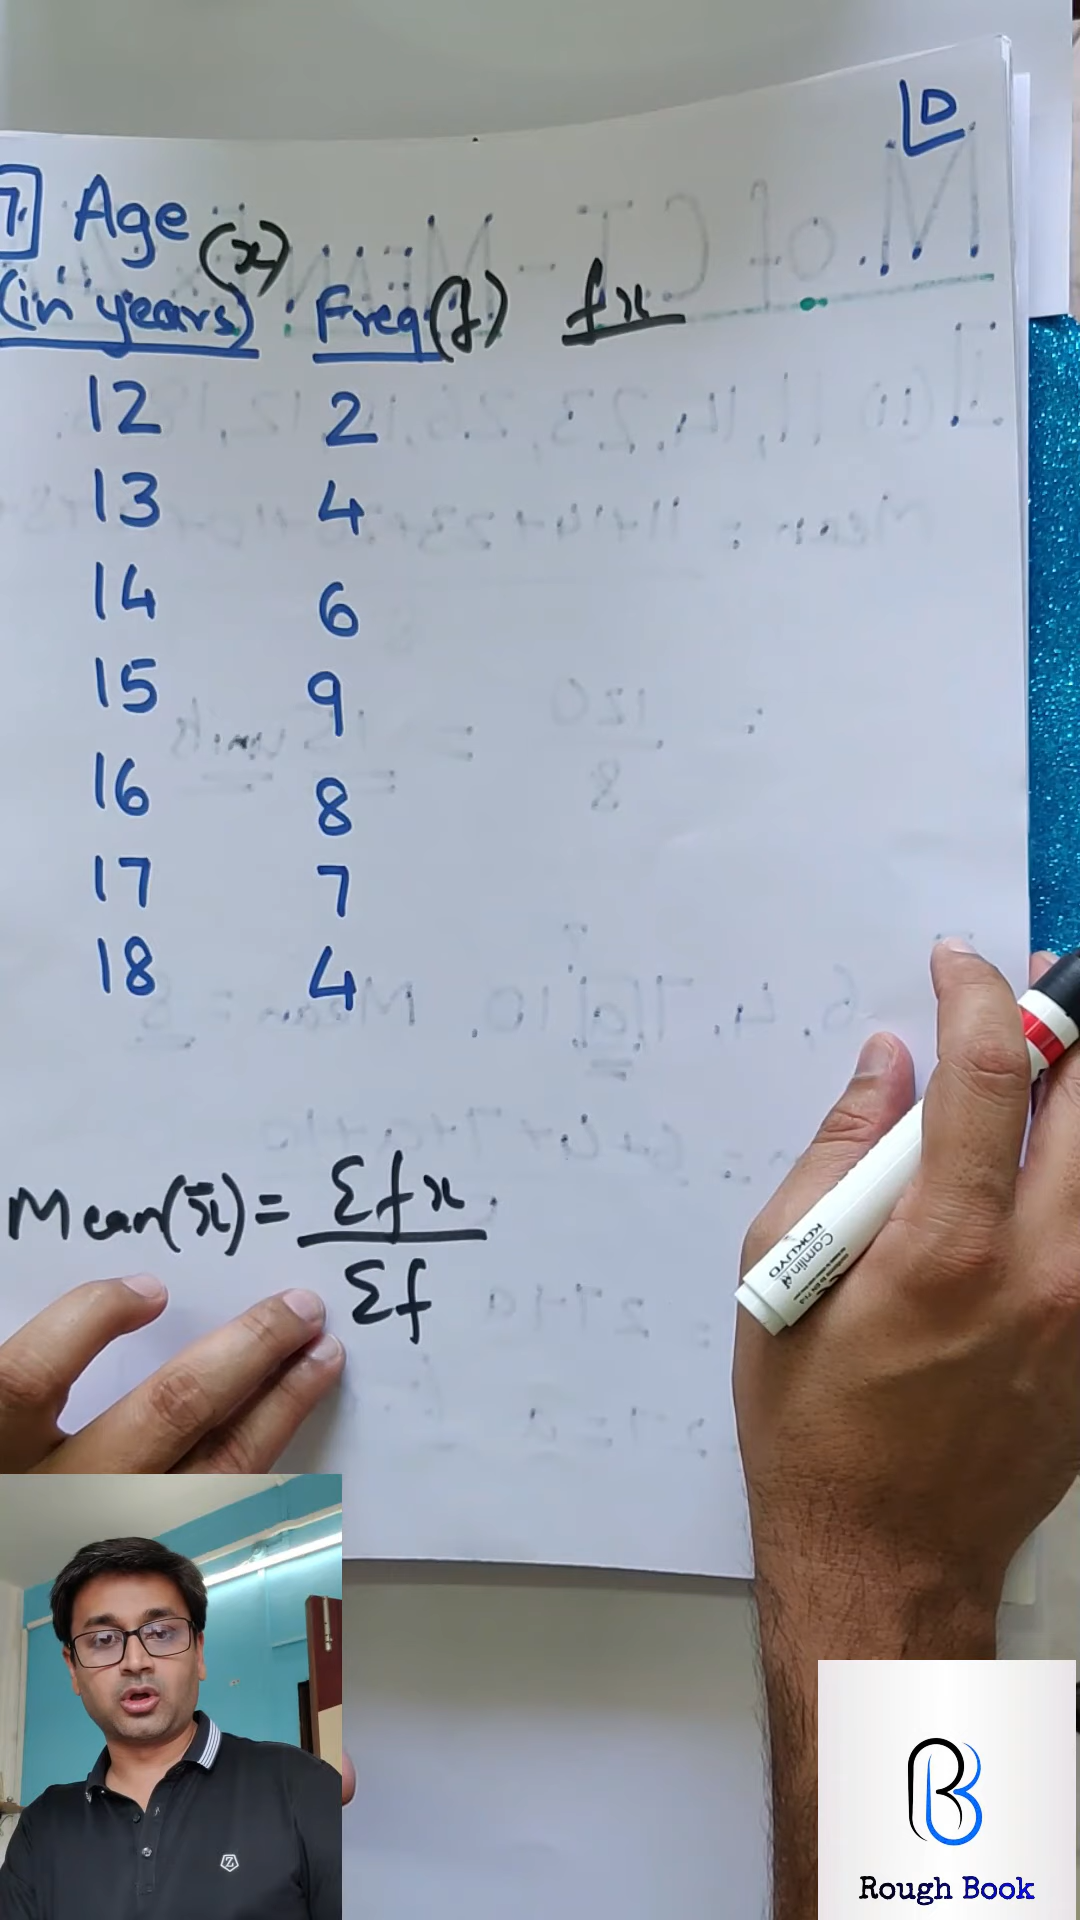 D
7. Age
(x)
(in years) Freq (f) fx
12 2
13 4
14 6
15 9
16 8
17 7
18 4
Mean(x̄) = Σfx
Σf
Camlin
KOKUYO
Rough Book